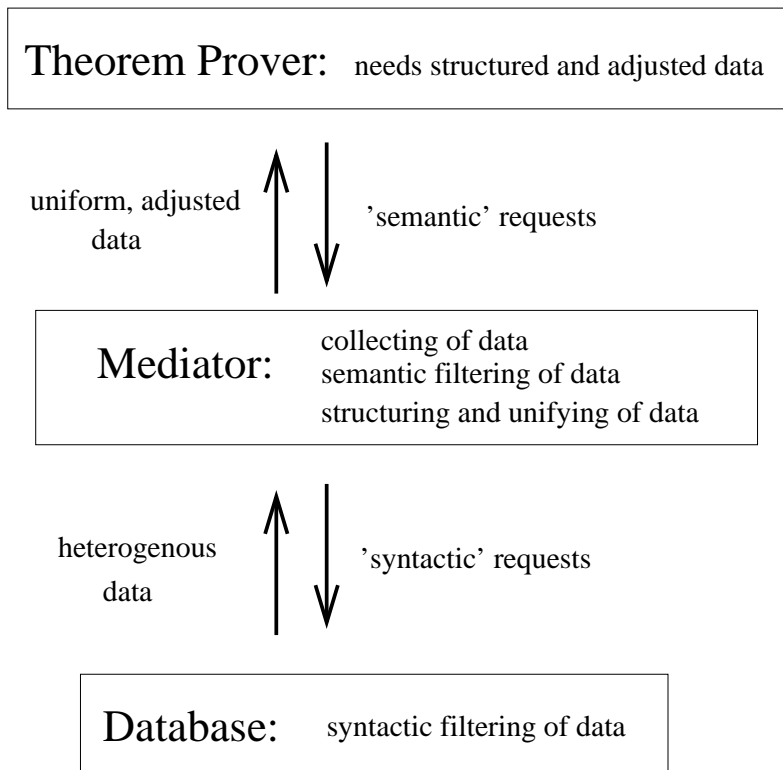 Theorem Prover: needs structured and adjusted data
uniform, adjusted
data
’semantic’ requests
Mediator:
collecting of data
semantic filtering of data
structuring and unifying of data
heterogenous
data
’syntactic’ requests
Database: syntactic filtering of data